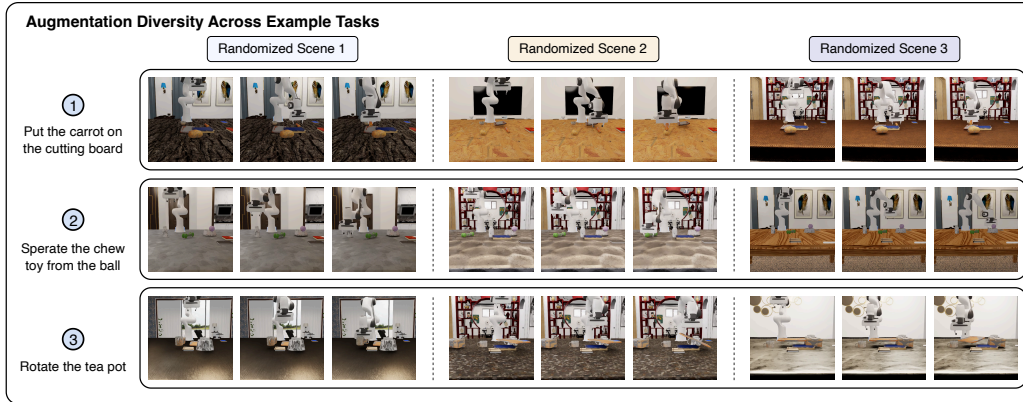 Augmentation Diversity Across Example Tasks
Randomized Scene 1
Randomized Scene 2
Randomized Scene 3
1
Put the carrot on
the cutting board
2
Sperate the chew
toy from the ball
3
Rotate the tea pot